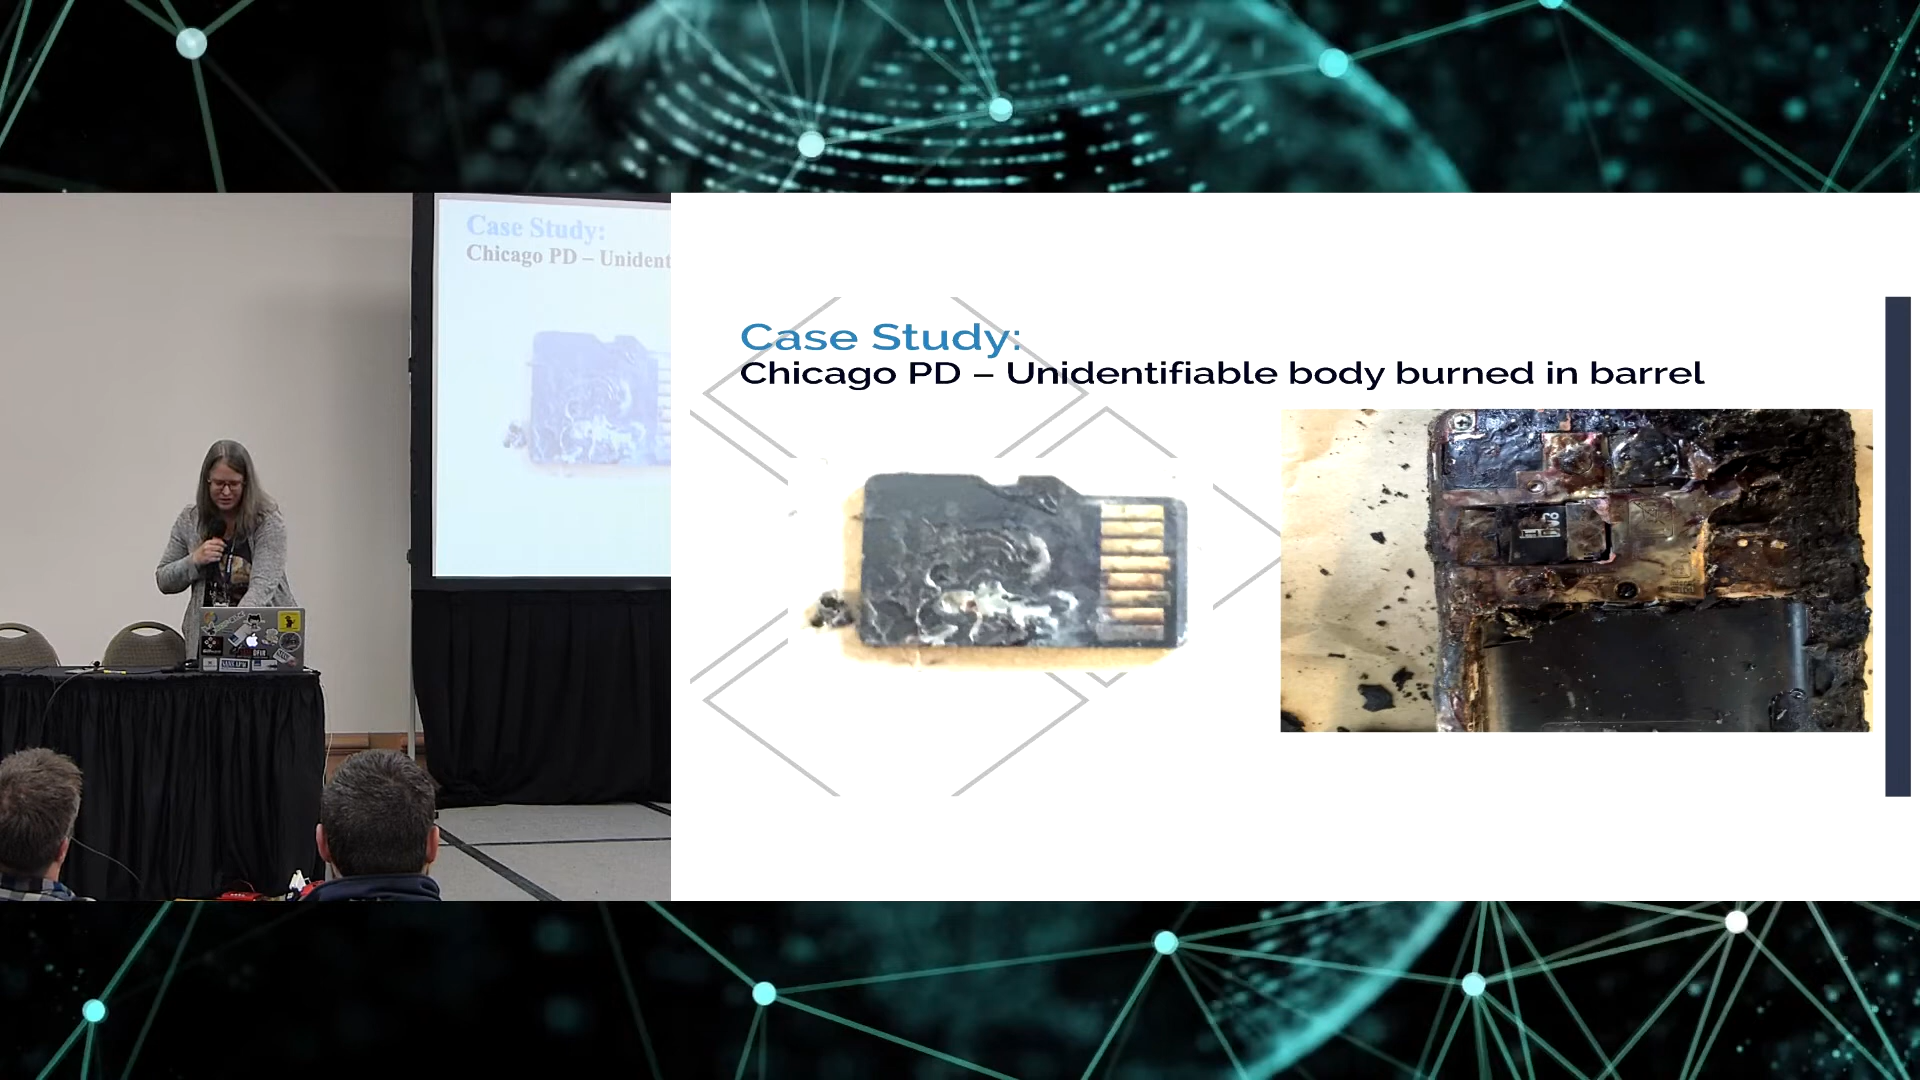 Case Study:
Chicago PD – Unident
Case Study:
Chicago PD – Unidentifiable body burned in barrel